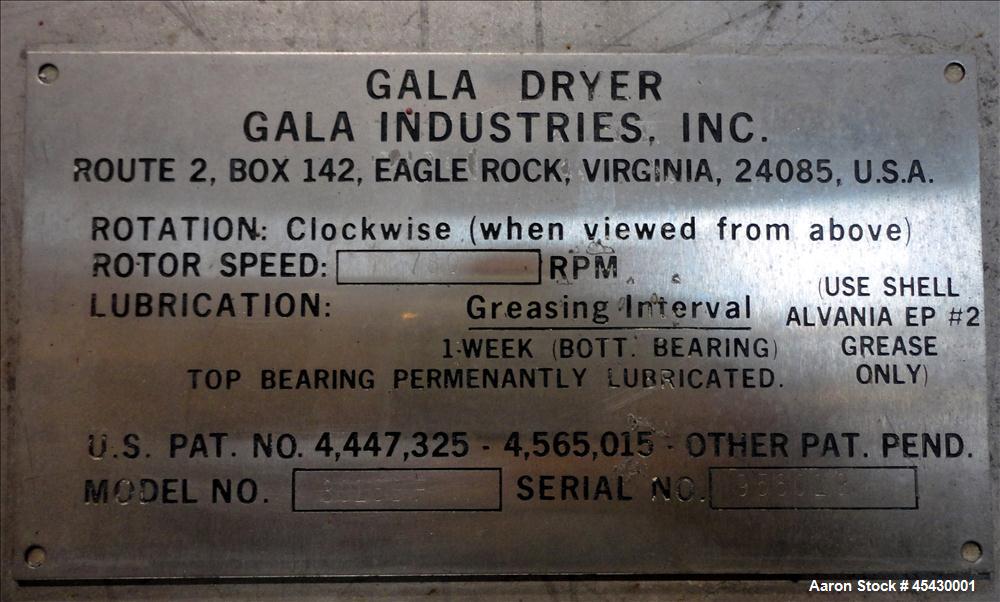 GALA DRYER
GALA INDUSTRIES, INC.
ROUTE 2, BOX 142, EAGLE ROCK, VIRGINIA, 24085, U.S.A.
ROTATION: Clockwise (when viewed from above)
ROTOR SPEED: RPM
LUBRICATION: Greasing Interval
1-WEEK (BOTT. BEARING)
TOP BEARING PERMENANTLY LUBRICATED.
(USE SHELL
ALVANIA EP #2
GREASE
ONLY)
U.S. PAT. NO. 4,447,325 - 4,565,015 - OTHER PAT. PEND.
MODEL NO. SERIAL NO.
Aaron Stock # 45430001